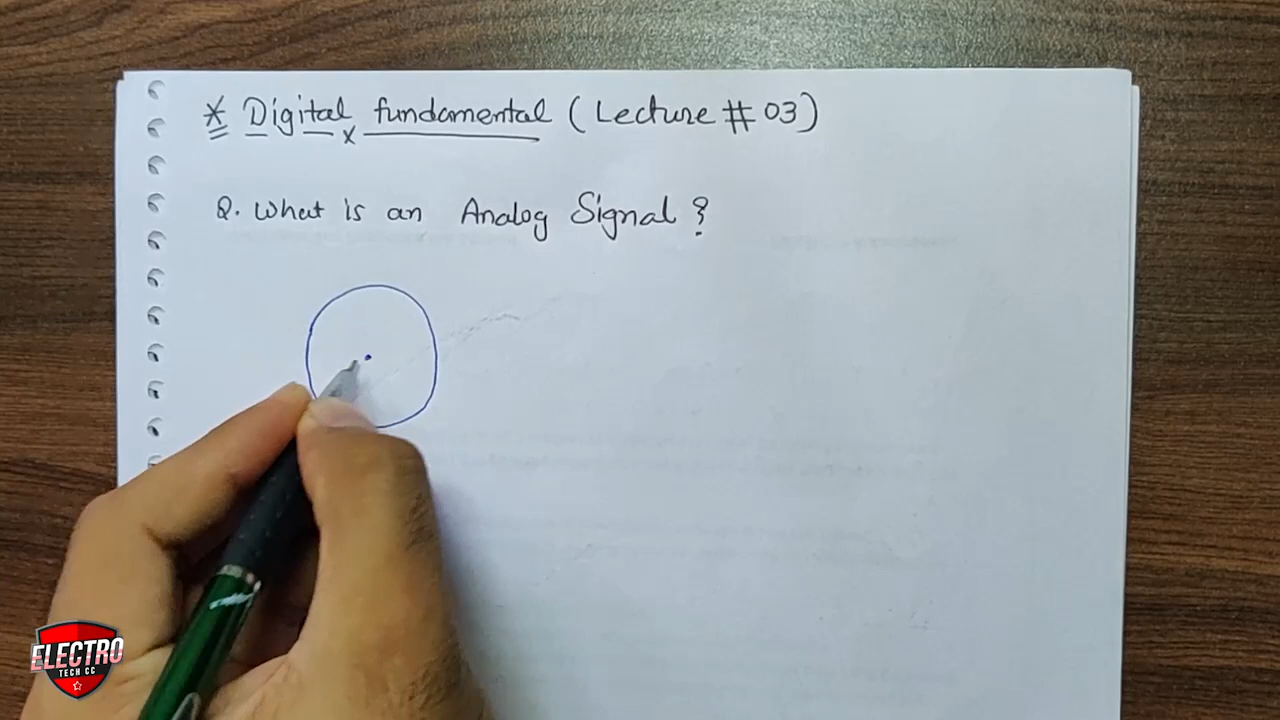 * Digital fundamental (Lecture # 03)
Q. What is an Analog Signal ?
ELECTRO
TECH CC